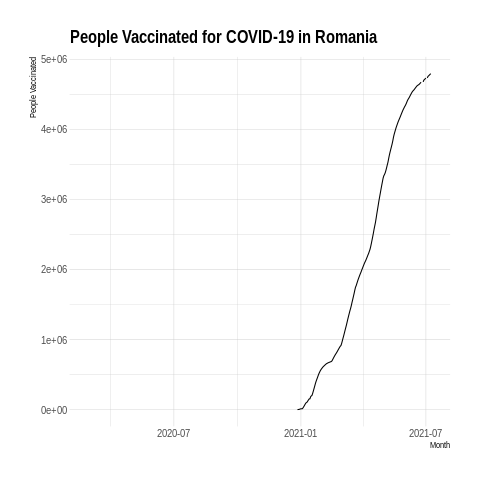 People Vaccinated for COVID-19 in Romania
People Vaccinated
5e+06
4e+06
3e+06
2e+06
1e+06
0e+00
2020-07
2021-01
2021-07
Month